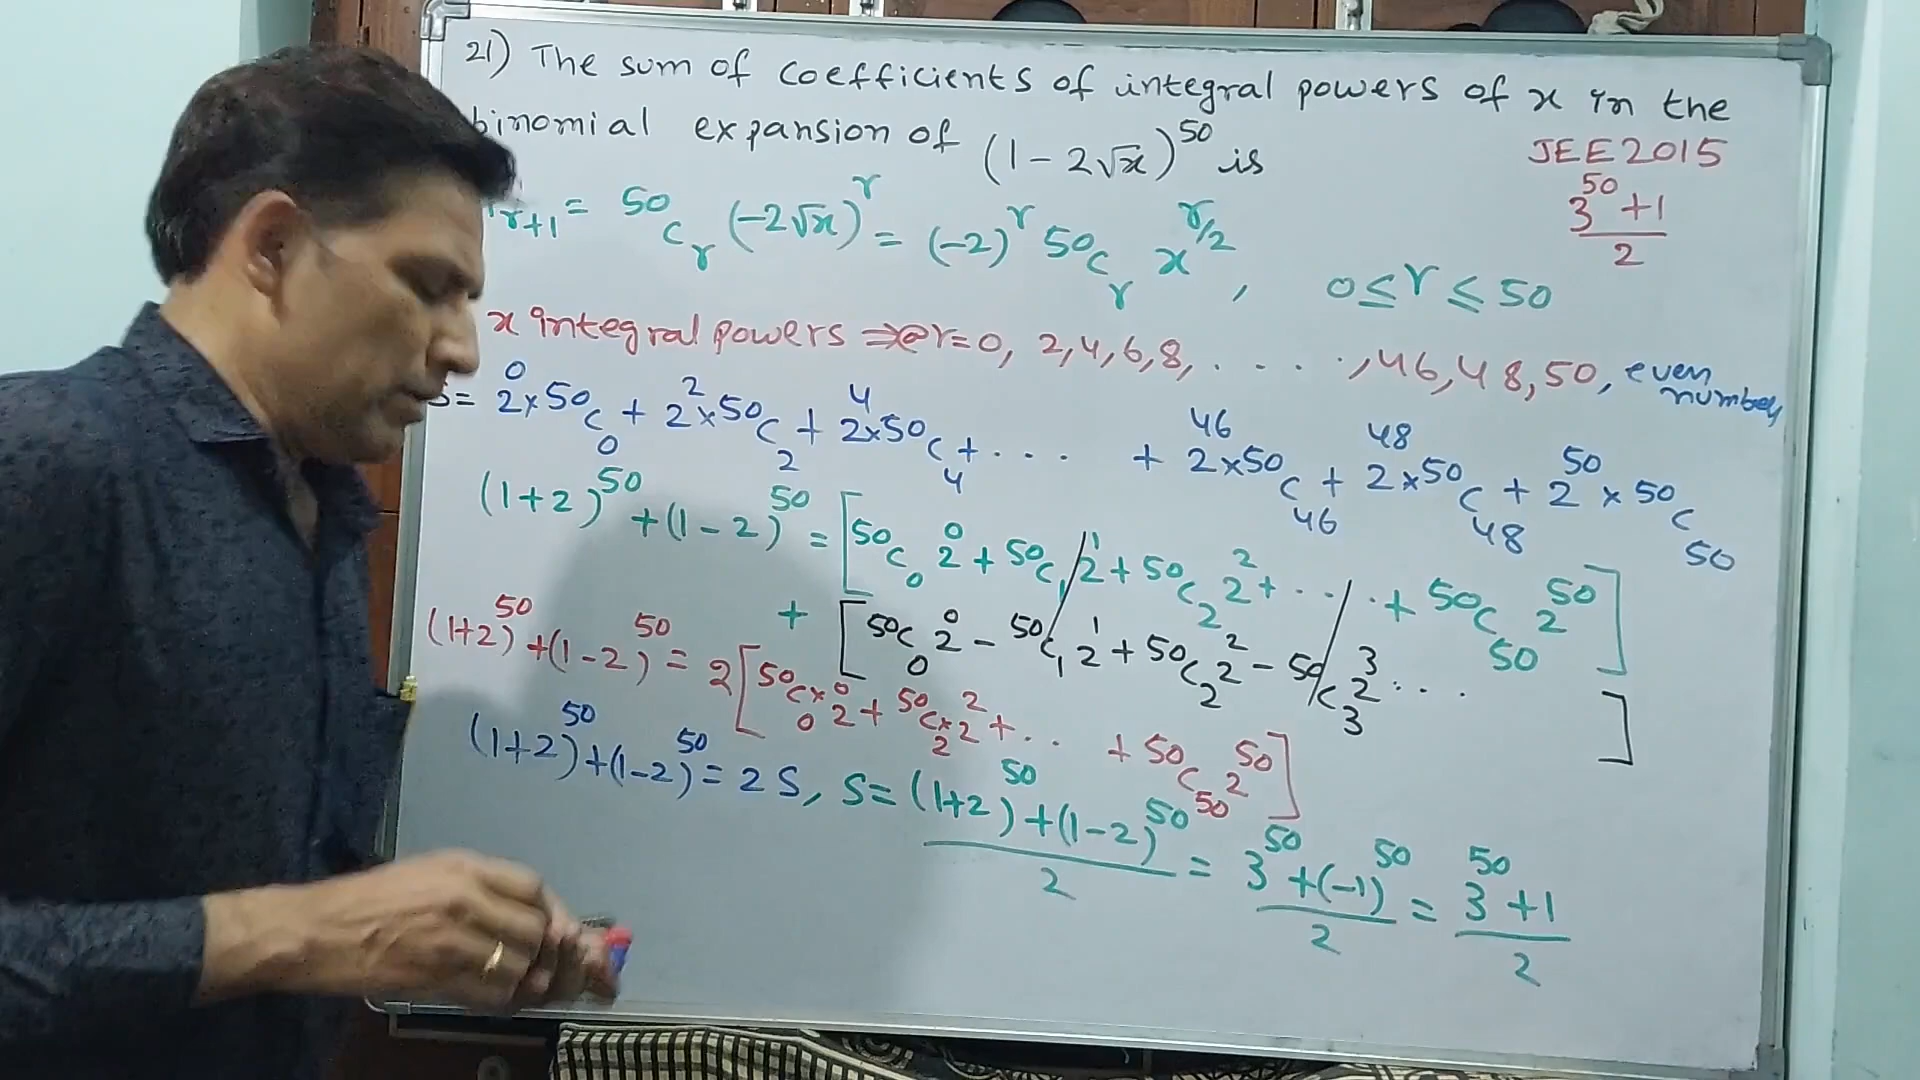 21) The sum of coefficients of integral powers of x in the
binomial expansion of (1-2√x)^50 is
JEE2015
(3^50+1)/2
T_{r+1} = 50C_r (-2√x)^r = (-2)^r 50C_r x^{r/2}, 0≤r≤50
x integral powers ⇒ @r=0, 2,4,6,8, . . . . ,46,48,50, even numbers
S= 2^0×50C_0 + 2^2×50C_2 + 2^4×50C_4 + . . . + 2^46×50C_46 + 2^48×50C_48 + 2^50×50C_50
(1+2)^50 + (1-2)^50 = [50C_0 2^0 + 50C_1 2^1 + 50C_2 2^2 + . . . . + 50C_50 2^50]
+ [50C_0 2^0 - 50C_1 2^1 + 50C_2 2^2 - 50C_3 2^3 . . . . ]
(1+2)^50 + (1-2)^50 = 2[50C_0×2^0 + 50C_2×2^2 + . . . + 50C_50 2^50]
(1+2)^50 + (1-2)^50 = 2S, S= ((1+2)^50 + (1-2)^50)/2 = (3^50+(-1)^50)/2 = (3^50+1)/2